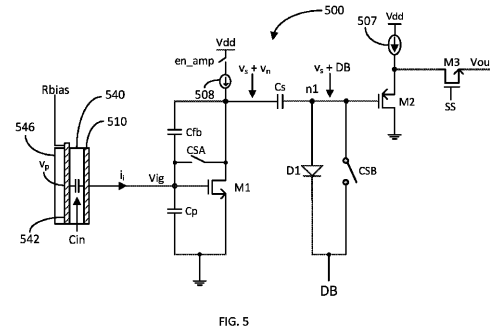 500
507
Vdd
Vdd
en_amp
vs + vn
vs + DB
M3
Vou
508
Rbias
540
546
510
Cs
n1
M2
SS
Cfb
CSA
vp
ii
Vig
M1
D1
CSB
Cp
542
Cin
DB
FIG. 5